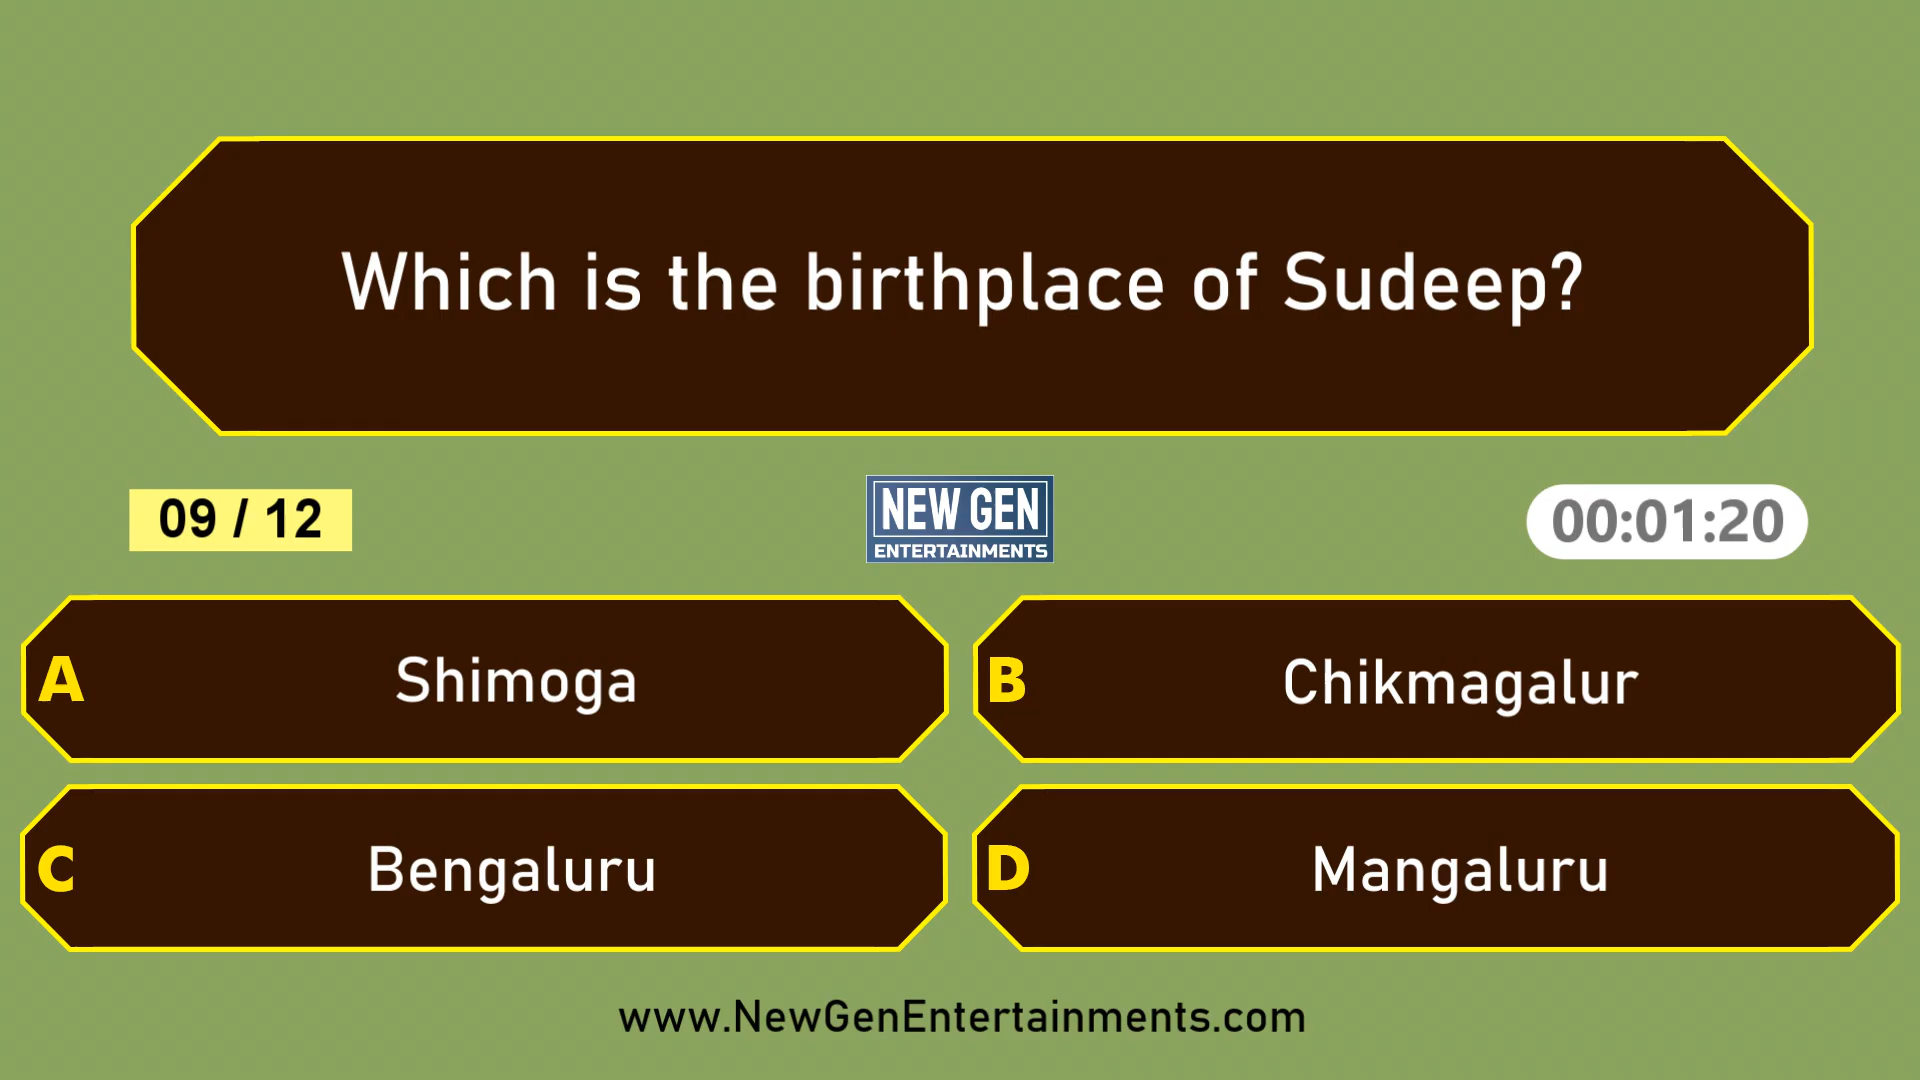 Which is the birthplace of Sudeep?
09 / 12
NEW GEN
ENTERTAINMENTS
00:01:20
A Shimoga
B Chikmagalur
C Bengaluru
D Mangaluru
www.NewGenEntertainments.com